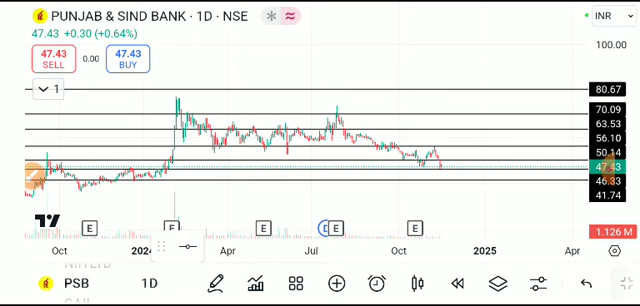 PUNJAB & SIND BANK · 1D · NSE
INR
47.43 +0.30 (+0.64%)
47.43 SELL
0.00
47.43 BUY
1
100.00
80.67
70.09
63.53
56.10
50.14
47.43
46.33
41.74
1.126 M
E E E E E
Oct 2024 Apr Jul Oct 2025 Apr
PSB 1D